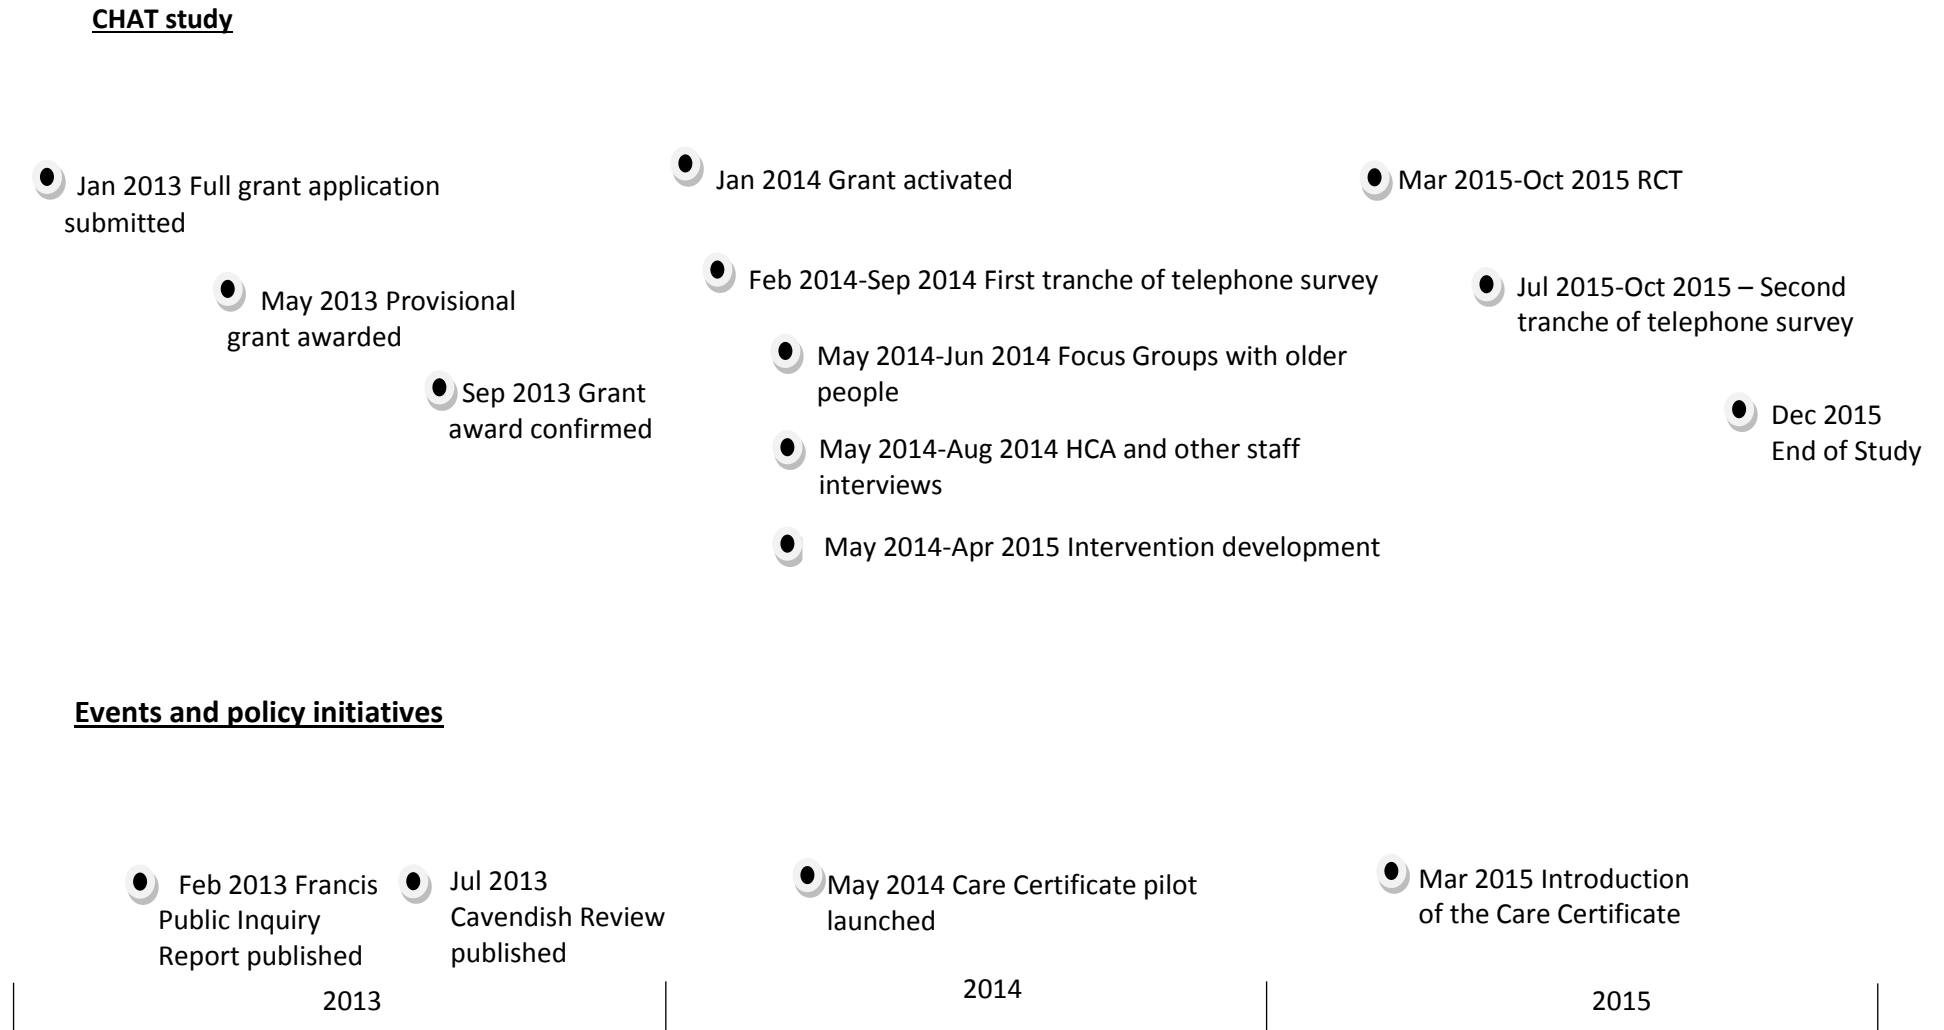 CHAT study
Jan 2013 Full grant application
submitted
May 2013 Provisional
grant awarded
Sep 2013 Grant
award confirmed
Jan 2014 Grant activated
Feb 2014-Sep 2014 First tranche of telephone survey
May 2014-Jun 2014 Focus Groups with older
people
May 2014-Aug 2014 HCA and other staff
interviews
May 2014-Apr 2015 Intervention development
Mar 2015-Oct 2015 RCT
Jul 2015-Oct 2015 – Second
tranche of telephone survey
Dec 2015
End of Study
Events and policy initiatives
Feb 2013 Francis
Public Inquiry
Report published
Jul 2013
Cavendish Review
published
May 2014 Care Certificate pilot
launched
Mar 2015 Introduction
of the Care Certificate
2013
2014
2015